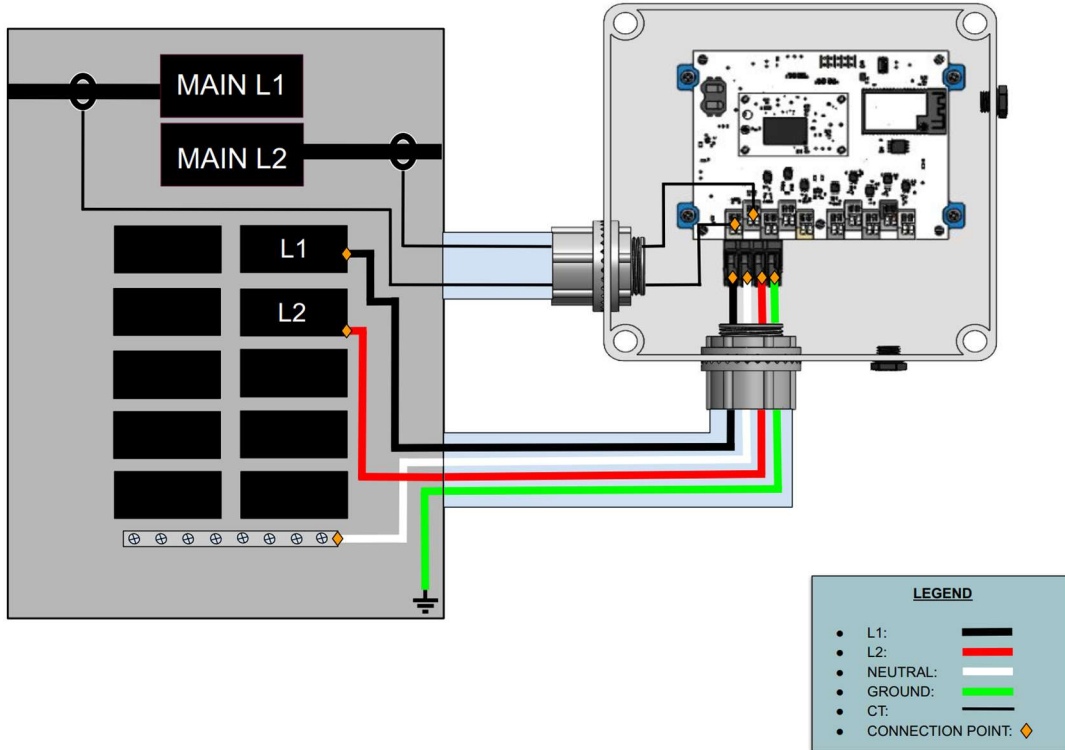 MAIN L1
MAIN L2
L1
L2
LEGEND
L1:
L2:
NEUTRAL:
GROUND:
CT:
CONNECTION POINT: